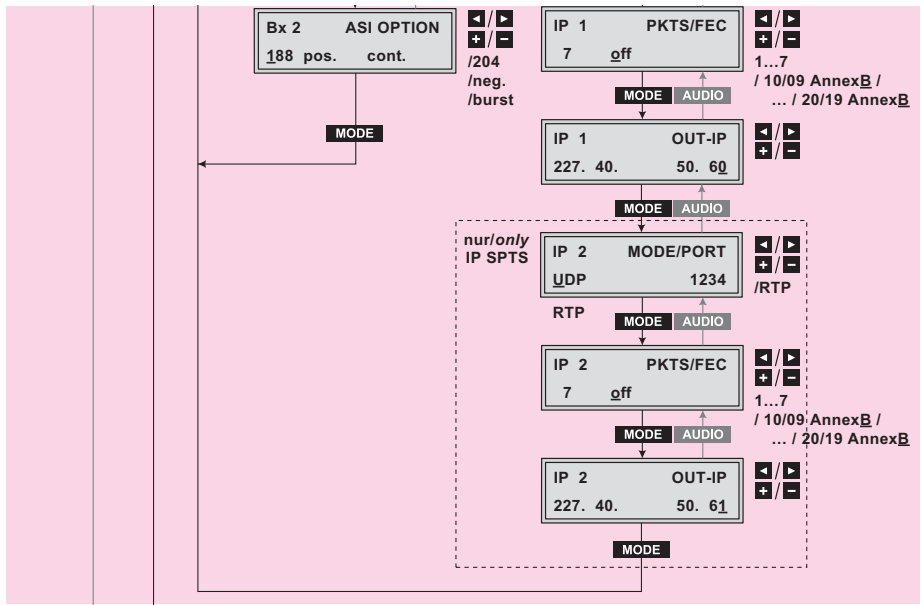 Bx 2 ASI OPTION
188 pos. cont.
/204
/neg.
/burst
MODE
IP 1 PKTS/FEC
7 off
1...7
/ 10/09 AnnexB /
... / 20/19 AnnexB
MODE AUDIO
IP 1 OUT-IP
227. 40. 50. 60
MODE AUDIO
nur/only
IP SPTS
IP 2 MODE/PORT
UDP 1234
/RTP
RTP
MODE AUDIO
IP 2 PKTS/FEC
7 off
1...7
/ 10/09 AnnexB /
... / 20/19 AnnexB
MODE AUDIO
IP 2 OUT-IP
227. 40. 50. 61
MODE